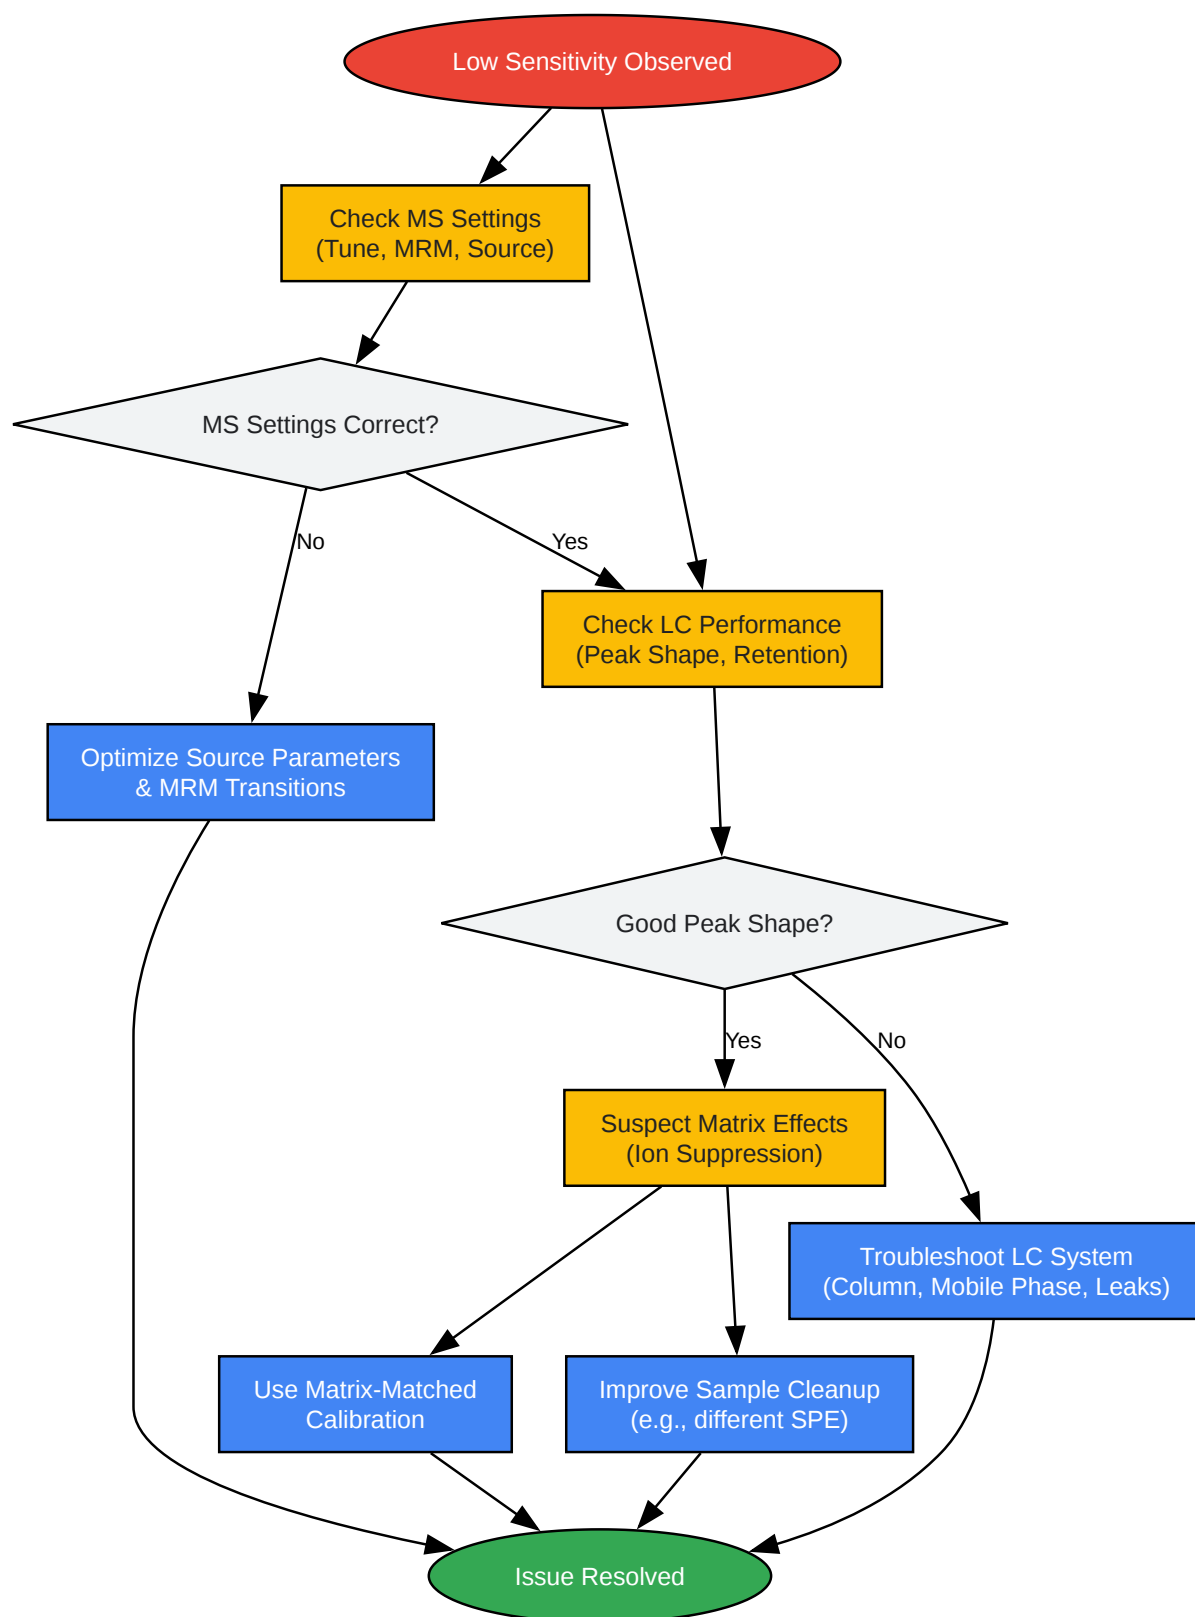 Low Sensitivity Observed
Check MS Settings
(Tune, MRM, Source)
MS Settings Correct?
No
Yes
Check LC Performance
(Peak Shape, Retention)
Optimize Source Parameters
& MRM Transitions
Good Peak Shape?
Yes
No
Suspect Matrix Effects
(Ion Suppression)
Troubleshoot LC System
(Column, Mobile Phase, Leaks)
Use Matrix-Matched
Calibration
Improve Sample Cleanup
(e.g., different SPE)
Issue Resolved